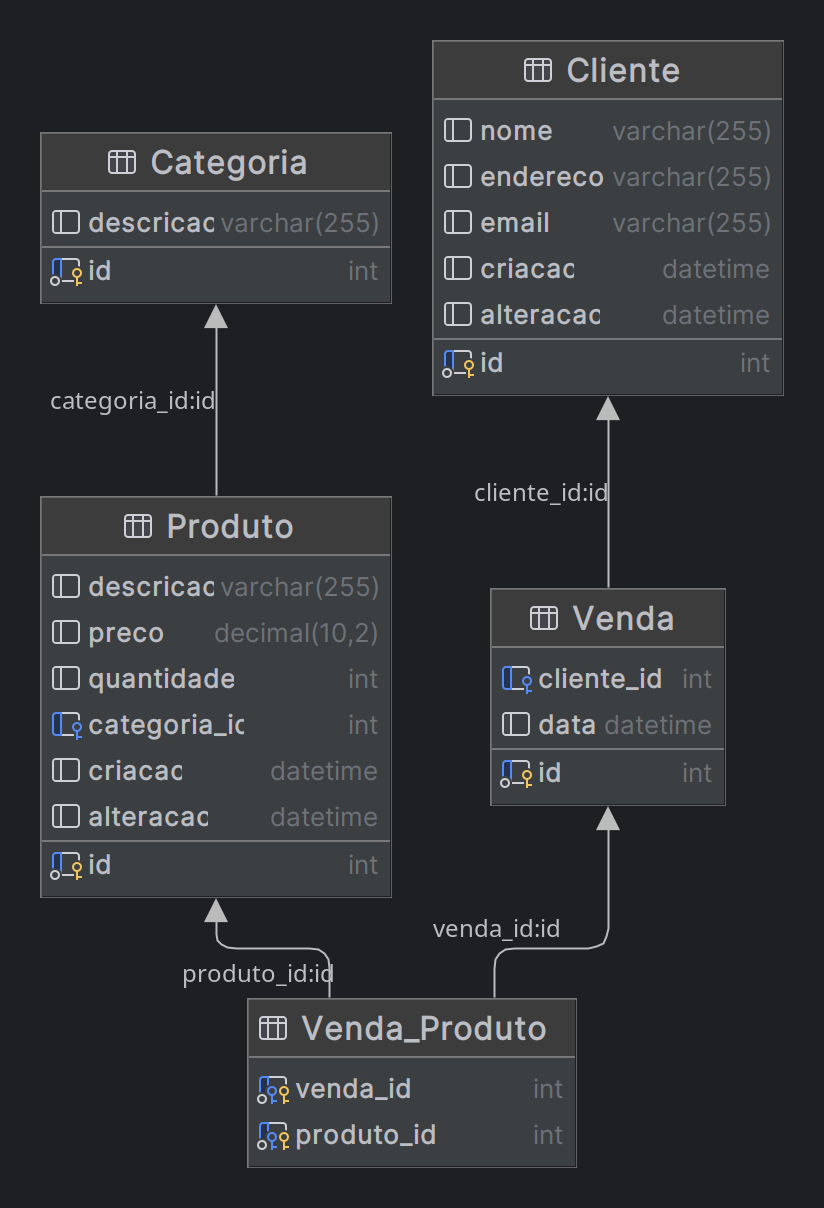 Cliente
nome varchar(255)
endereco varchar(255)
email varchar(255)
criacao datetime
alteracao datetime
id int
Categoria
descricao varchar(255)
id int
categoria_id:id
cliente_id:id
Produto
descricao varchar(255)
preco decimal(10,2)
quantidade int
categoria_id int
criacao datetime
alteracao datetime
id int
Venda
cliente_id int
data datetime
id int
venda_id:id
produto_id:id
Venda_Produto
venda_id int
produto_id int